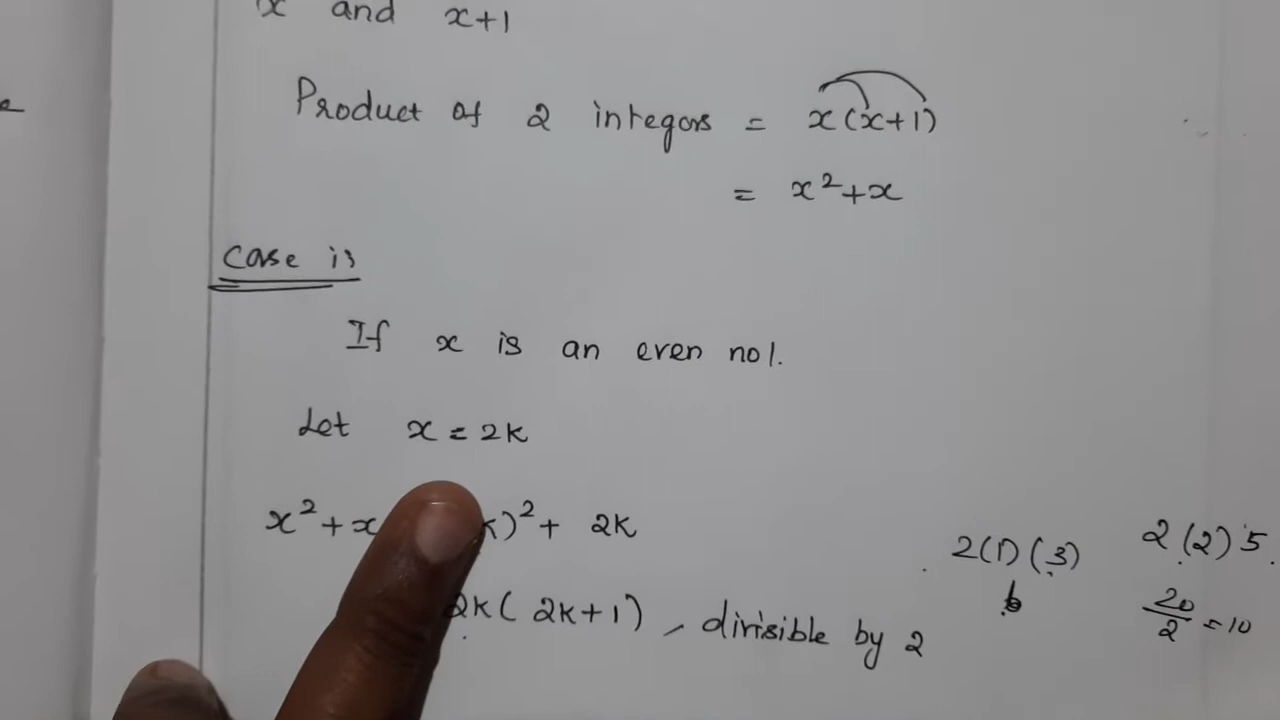 x and x+1
Product of 2 integers = x(x+1)
= x²+x
Case i:
If x is an even no.
Let x = 2k
x²+x k)²+ 2k
2k(2k+1), divisible by 2
2(1)(3)
6
2(2)5
20/2 = 10